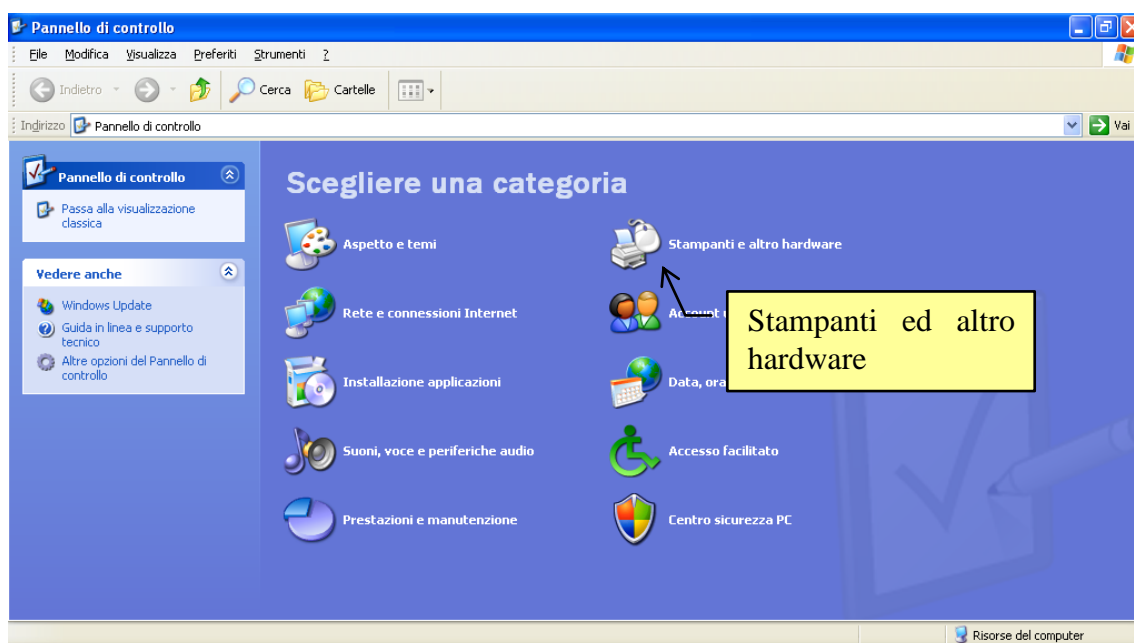 Pannello di controllo
File Modifica Visualizza Preferiti Strumenti ?
Indietro Cerca Cartelle
Indirizzo Pannello di controllo Vai
Pannello di controllo
Passa alla visualizzazione
classica
Vedere anche
Windows Update
Guida in linea e supporto
tecnico
Altre opzioni del Pannello di
controllo
Scegliere una categoria
Aspetto e temi
Stampanti e altro hardware
Rete e connessioni Internet
Account
Installazione applicazioni
Data, ora
Suoni, voce e periferiche audio
Accesso facilitato
Prestazioni e manutenzione
Centro sicurezza PC
Stampanti ed altro
hardware
Risorse del computer